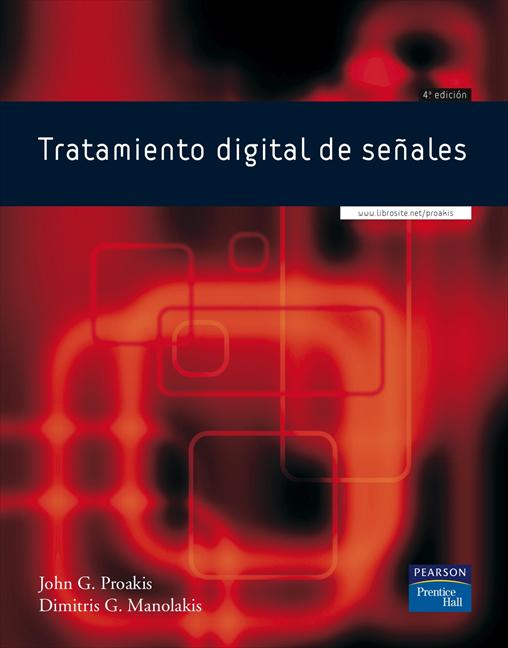 4ª edición
Tratamiento digital de señales
www.librosite.net/proakis
John G. Proakis
Dimitris G. Manolakis
PEARSON
Prentice
Hall